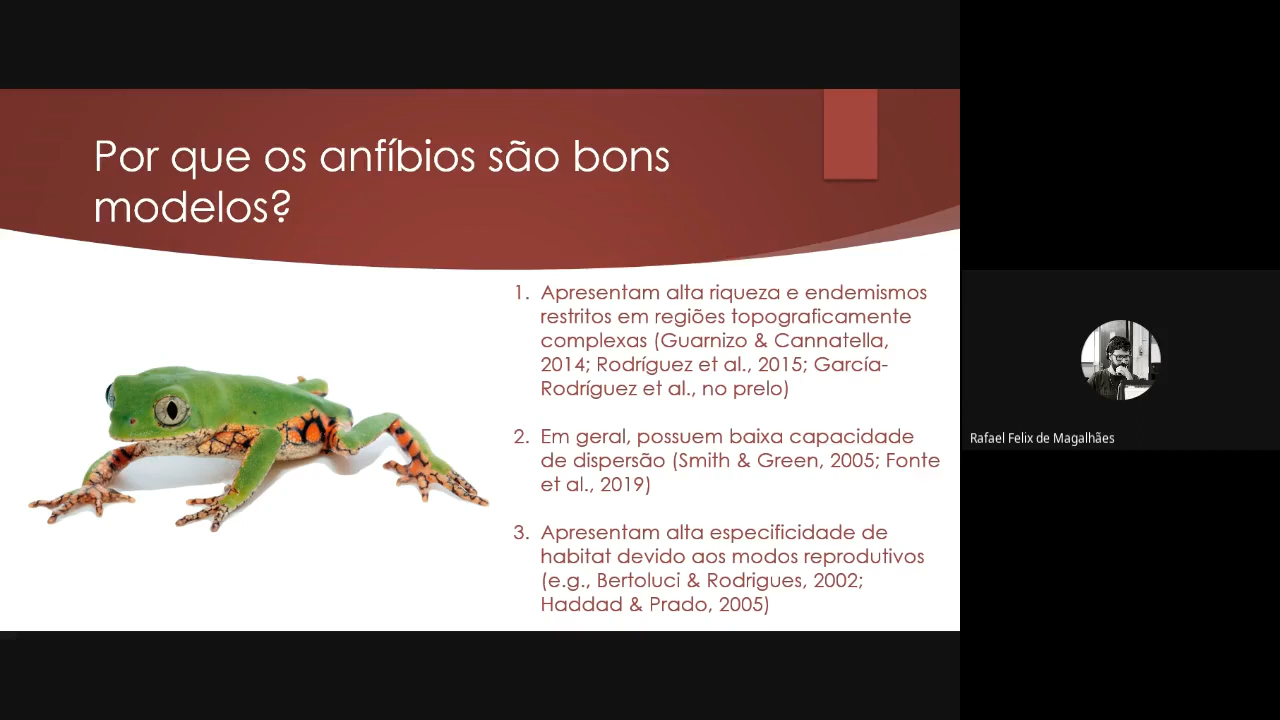 Por que os anfíbios são bons
modelos?
1. Apresentam alta riqueza e endemismos
restritos em regiões topograficamente
complexas (Guarnizo & Cannatella,
2014; Rodríguez et al., 2015; García-
Rodríguez et al., no prelo)
2. Em geral, possuem baixa capacidade
de dispersão (Smith & Green, 2005; Fonte
et al., 2019)
3. Apresentam alta especificidade de
habitat devido aos modos reprodutivos
(e.g., Bertoluci & Rodrigues, 2002;
Haddad & Prado, 2005)
Rafael Felix de Magalhães